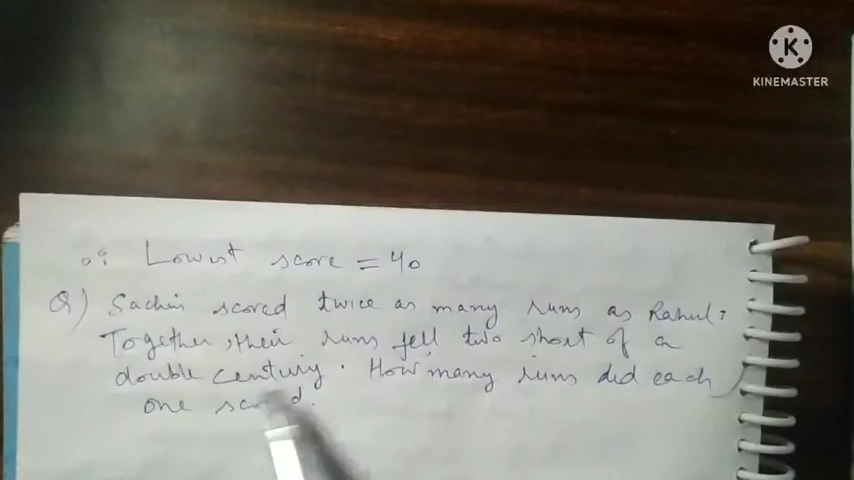 K
KINEMASTER
∴ Lowest score = 40
Q) Sachin scored twice as many runs as Rahul.
Together, their runs fell two short of a
double century. How many runs did each
one scored.